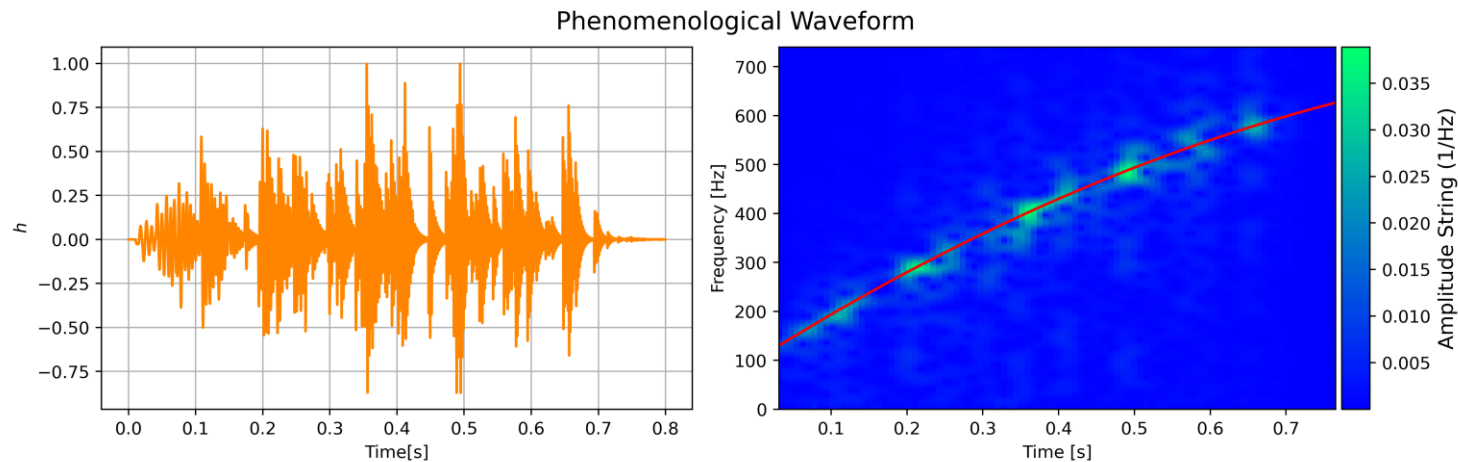 Phenomenological Waveform
1.00
0.75
0.50
0.25
0.00
−0.25
−0.50
−0.75
h
0.0 0.1 0.2 0.3 0.4 0.5 0.6 0.7 0.8
Time[s]
700
600
500
400
300
200
100
0
Frequency [Hz]
0.1 0.2 0.3 0.4 0.5 0.6 0.7
Time [s]
0.035
0.030
0.025
0.020
0.015
0.010
0.005
Amplitude String (1/Hz)